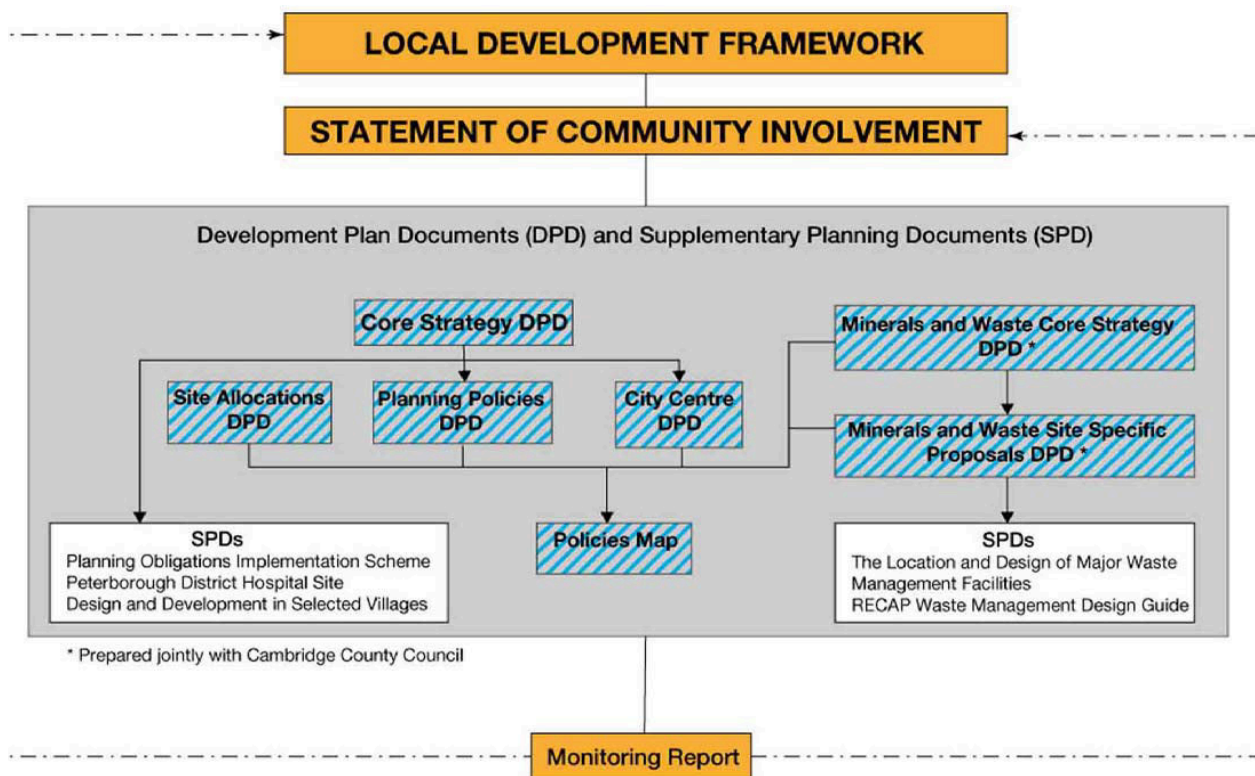 LOCAL DEVELOPMENT FRAMEWORK
STATEMENT OF COMMUNITY INVOLVEMENT
Development Plan Documents (DPD) and Supplementary Planning Documents (SPD)
Core Strategy DPD
Minerals and Waste Core Strategy
DPD *
Site Allocations
DPD
Planning Policies
DPD
City Centre
DPD
Minerals and Waste Site Specific
Proposals DPD *
SPDs
Planning Obligations Implementation Scheme
Peterborough District Hospital Site
Design and Development in Selected Villages
Policies Map
SPDs
The Location and Design of Major Waste
Management Facilities
RECAP Waste Management Design Guide
* Prepared jointly with Cambridge County Council
Monitoring Report